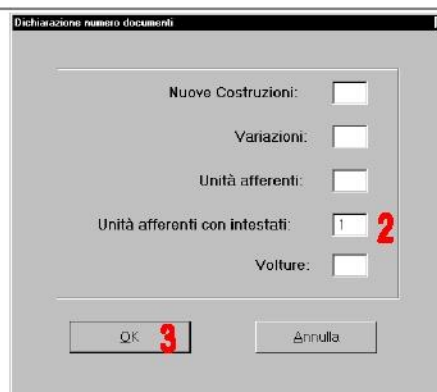 Dichiarazione numero documenti
Nuove Costruzioni:
Variazioni:
Unità afferenti:
Unità afferenti con intestati: 1 2
Volture:
OK 3 Annulla